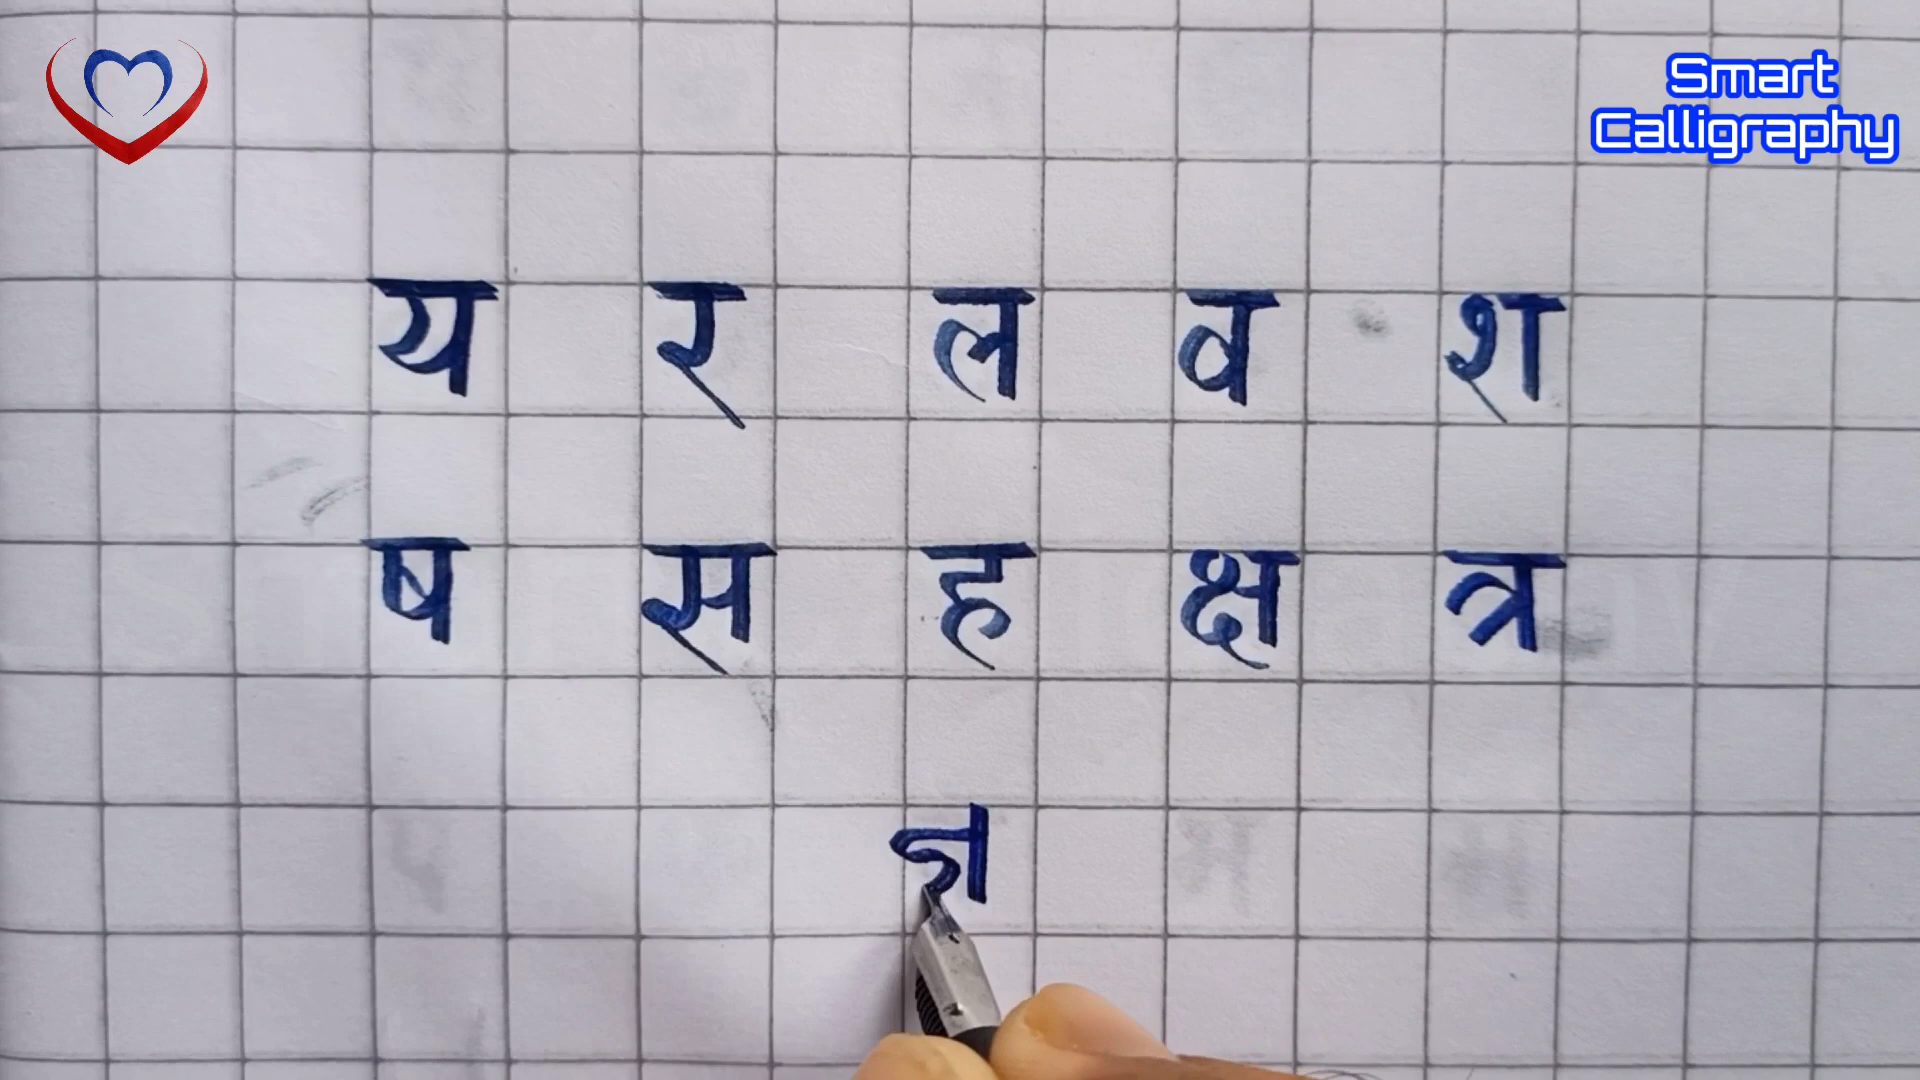 Smart
Calligraphy
य र ल व श
ष स ह क्ष त्र